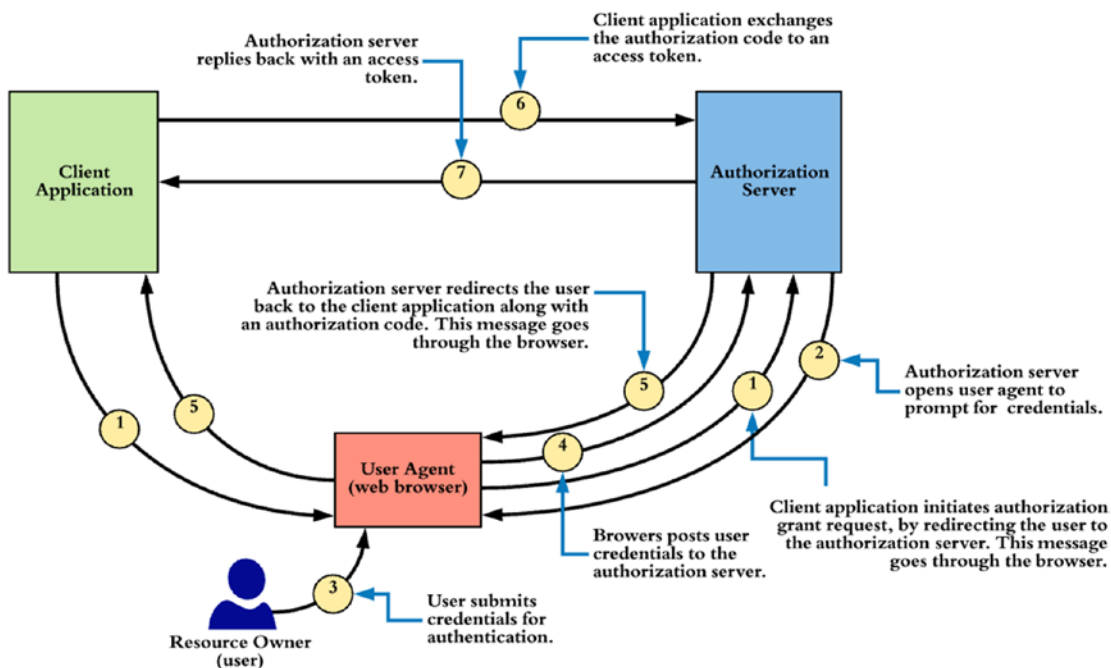 Client application exchanges
the authorization code to an
access token.
Authorization server
replies back with an access
token.
6
7
Client
Application
Authorization
Server
Authorization server redirects the user
back to the client application along with
an authorization code. This message goes
through the browser.
2
Authorization server
opens user agent to
prompt for credentials.
5
1
5
1
4
User Agent
(web browser)
Client application initiates authorization
grant request, by redirecting the user to
the authorization server. This message
goes through the browser.
Browers posts user
credentials to the
authorization server.
3
User submits
credentials for
authentication.
Resource Owner
(user)